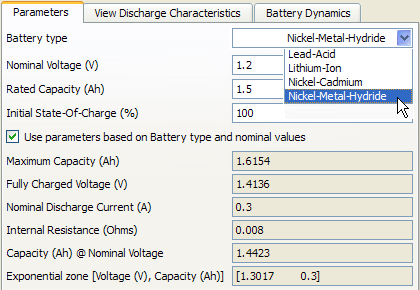 Parameters View Discharge Characteristics Battery Dynamics
Battery type Nickel-Metal-Hydride
Lead-Acid
Lithium-Ion
Nickel-Cadmium
Nickel-Metal-Hydride
Nominal Voltage (V) 1.2
Rated Capacity (Ah) 1.5
Initial State-Of-Charge (%) 100
Use parameters based on Battery type and nominal values
Maximum Capacity (Ah) 1.6154
Fully Charged Voltage (V) 1.4136
Nominal Discharge Current (A) 0.3
Internal Resistance (Ohms) 0.008
Capacity (Ah) @ Nominal Voltage 1.4423
Exponential zone [Voltage (V), Capacity (Ah)] [1.3017 0.3]